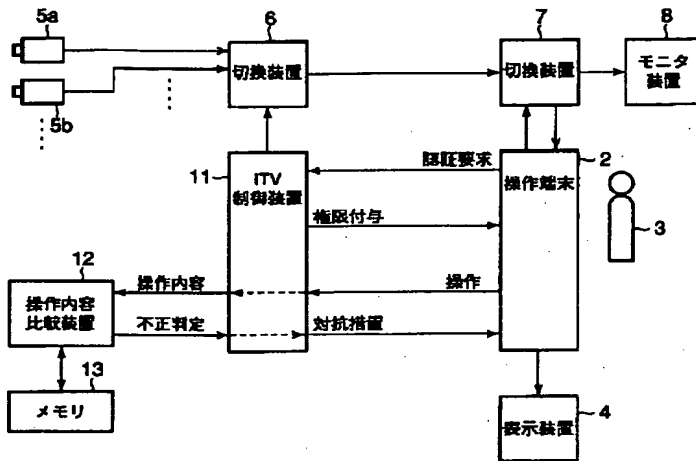 5a
6
7
8
切換装置
切換装置
モニタ
装置
5b
11
ITV
制御装置
認証要求
2
操作端末
権限付与
3
12
操作内容
操作
操作内容
比較装置
不正判定
対抗措置
13
メモリ
4
表示装置